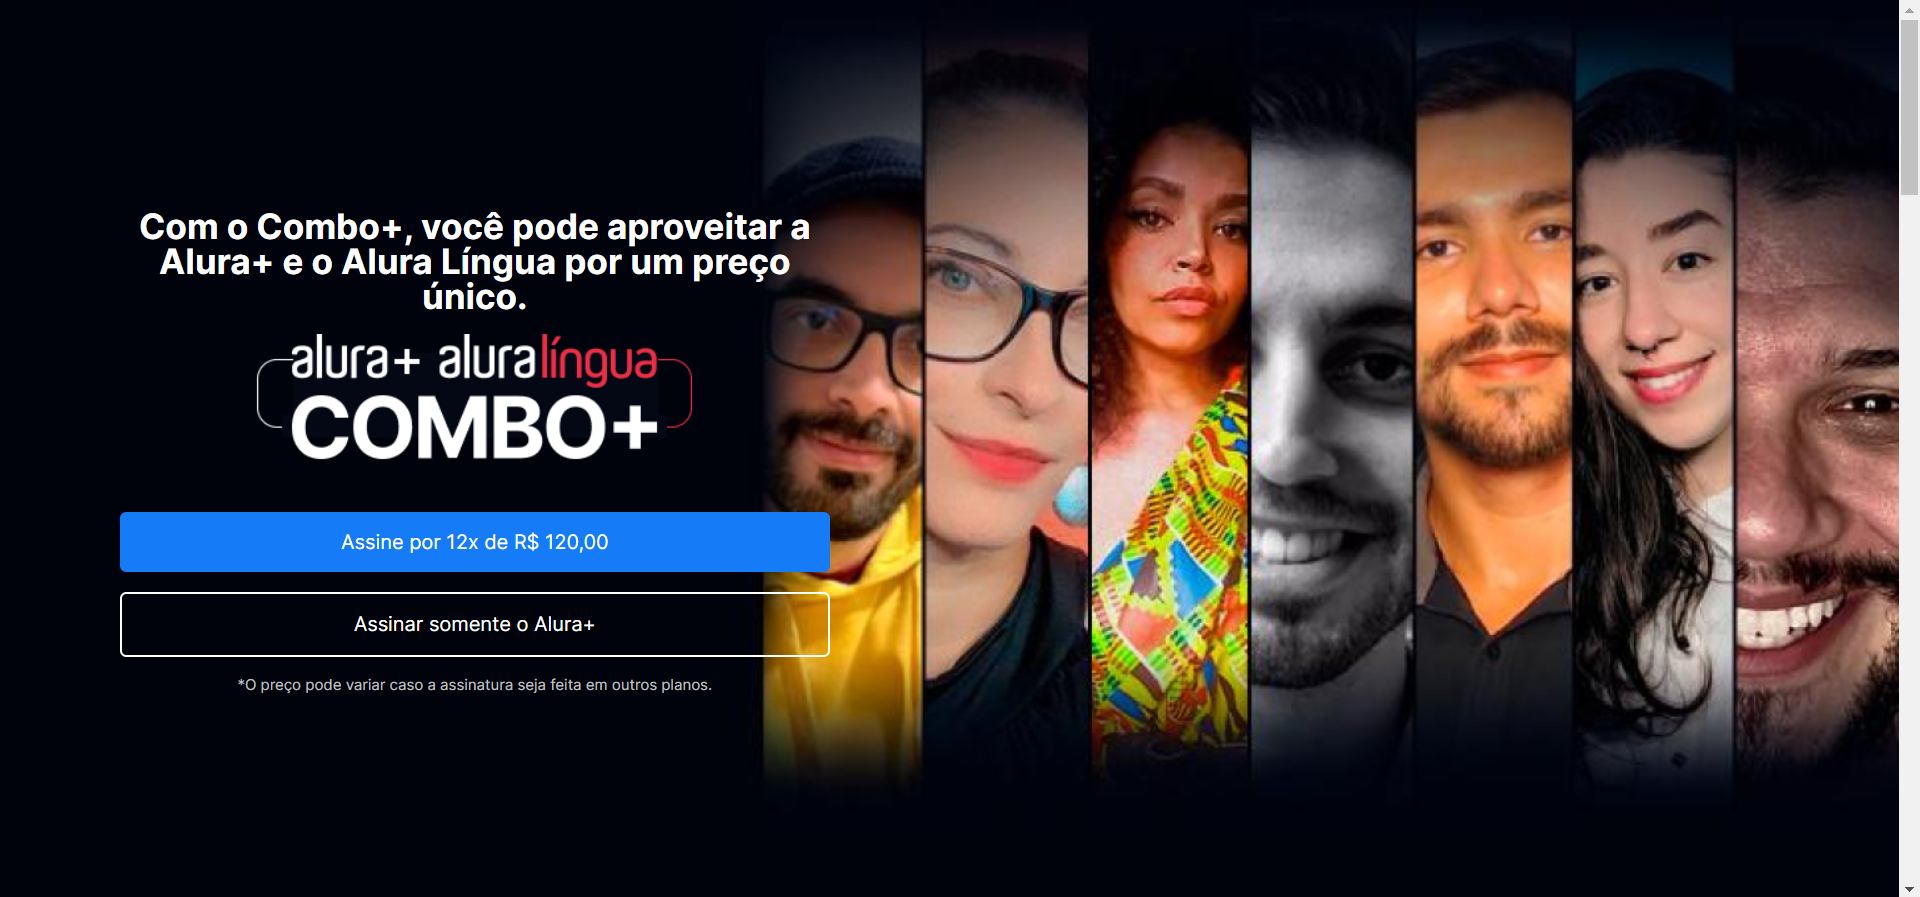 Com o Combo+, você pode aproveitar a
Alura+ e o Alura Língua por um preço
único.
alura+ aluralíngua
COMBO+
Assine por 12x de R$ 120,00
Assinar somente o Alura+
*O preço pode variar caso a assinatura seja feita em outros planos.